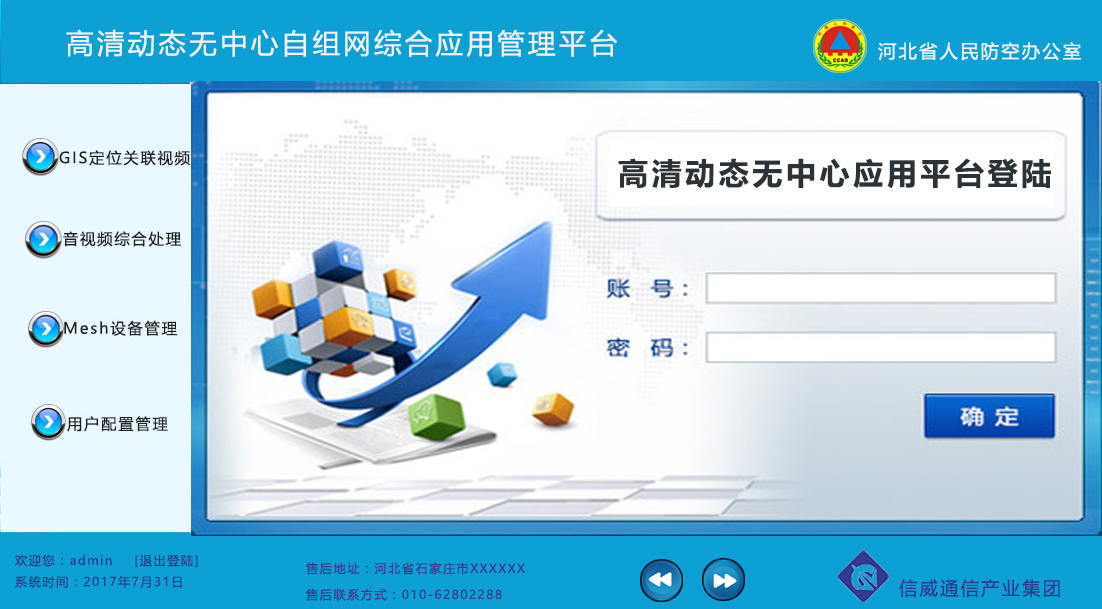 高清动态无中心自组网综合应用管理平台
CCAD
河北省人民防空办公室
GIS定位关联视频
音视频综合处理
Mesh设备管理
用户配置管理
高清动态无中心应用平台登陆
账 号：
密 码：
确 定
欢迎您：admin [退出登陆]
系统时间：2017年7月31日
售后地址：河北省石家庄市XXXXXX
售后联系方式：010-62802288
信威通信产业集团